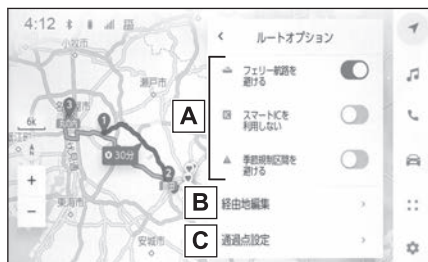 4:12
ルートオプション
小牧市
瀬戸市
フェリー航路を
避ける
A
スマートICを
利用しない
季節規制区間を
避ける
3
1
30分
2
6k
+
−
東海市
安城市
B
経由地編集
C
通過点設定